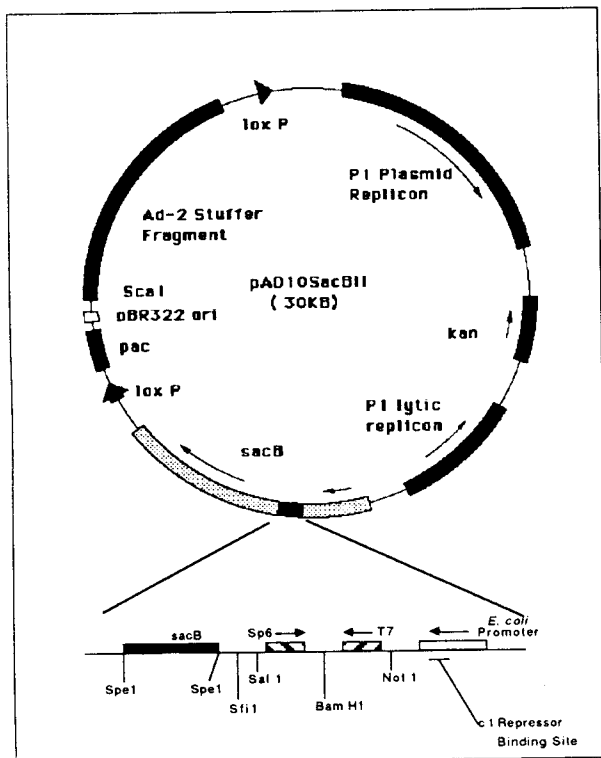 lox P
P1 Plasmid
Replicon
Ad-2 Stuffer
Fragment
ScaI
pBR322 ori
pac
lox P
pAD10SacBII
( 30KB)
kan
P1 lytic
replicon
sacB
sacB
Sp6
T7
E. coli
Promoter
Spe1
Spe1
Sfi1
Sal 1
Bam H1
Not 1
c1 Repressor
Binding Site